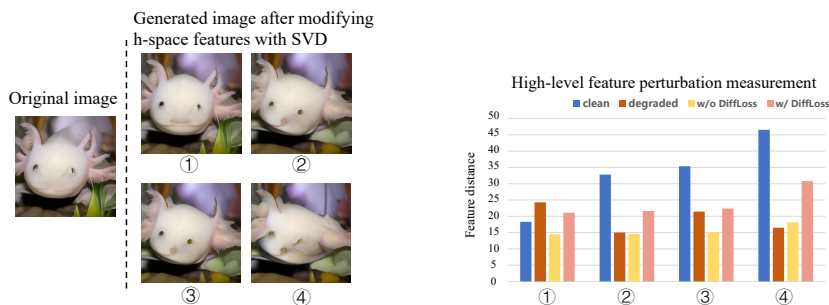 Generated image after modifying
h-space features with SVD
Original image
①
②
③
④
High-level feature perturbation measurement
clean degraded w/o DiffLoss w/ DiffLoss
Feature distance
50
45
40
35
30
25
20
15
10
5
0
① ② ③ ④